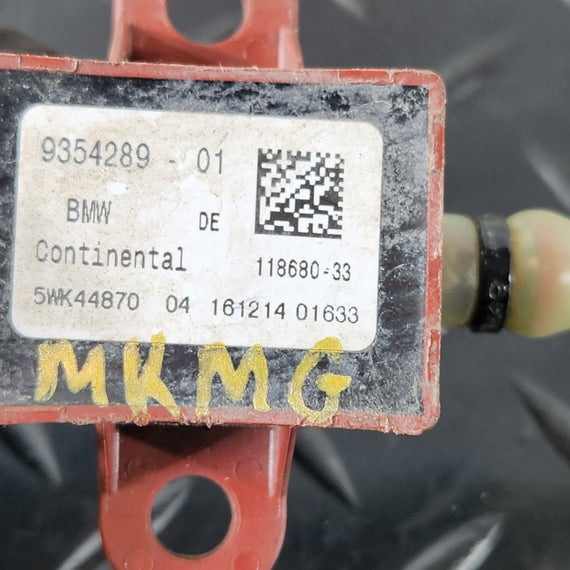 9354289 - 01
BMW DE
Continental 118680-33
5WK44870 04 161214 01633
MKMG